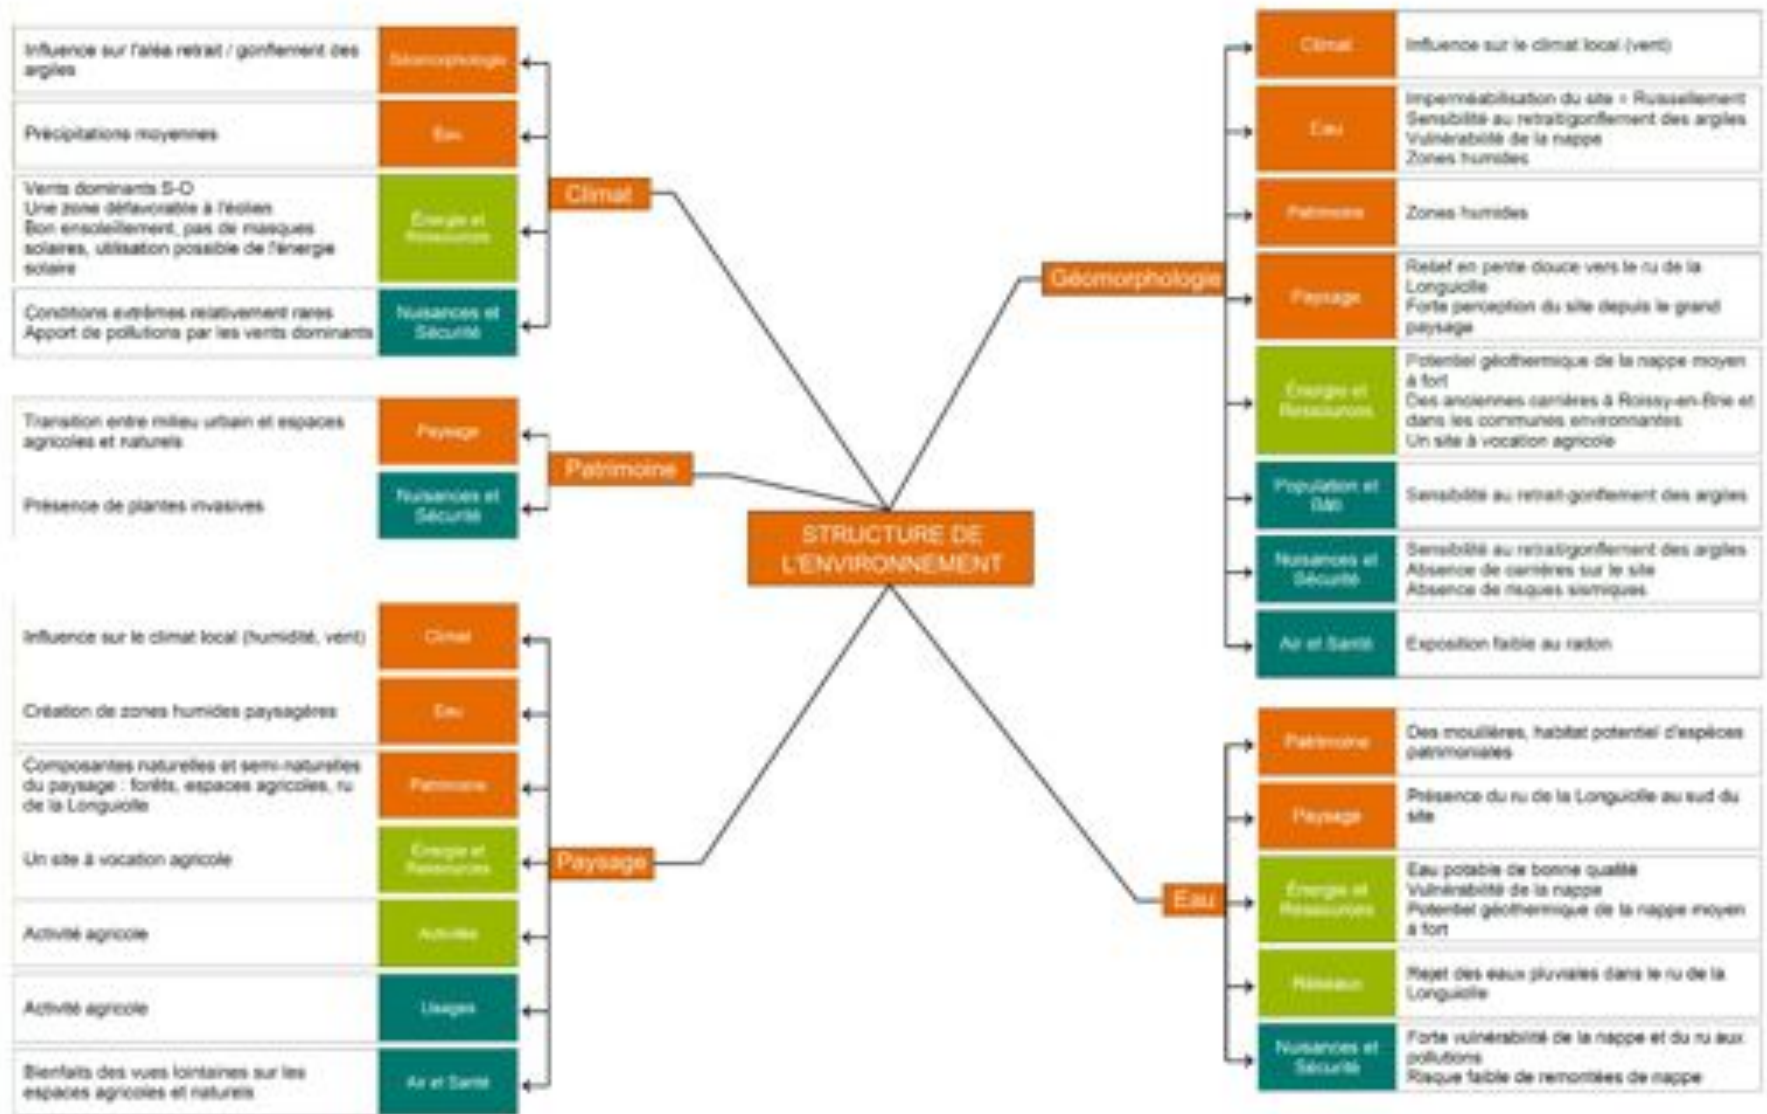 Influence sur l'aléa retrait / gonflement des
argiles
Géomorphologie
Précipitations moyennes
Eau
Vents dominants S-O
Une zone défavorable à l'éolien
Bon ensoleillement, pas de masques
solaires, utilisation possible de l'énergie
solaire
Énergie et
Ressources
Conditions extrêmes relativement rares
Apport de pollutions par les vents dominants
Nuisances et
Sécurité
Climat
Transition entre milieu urbain et espaces
agricoles et naturels
Paysage
Présence de plantes invasives
Nuisances et
Sécurité
Patrimoine
STRUCTURE DE
L'ENVIRONNEMENT
Influence sur le climat local (humidité, vent)
Climat
Création de zones humides paysagères
Eau
Composantes naturelles et semi-naturelles
du paysage : forêts, espaces agricoles, ru
de la Longuiolle
Patrimoine
Un site à vocation agricole
Énergie et
Ressources
Activité agricole
Activités
Activité agricole
Usages
Bienfaits des vues lointaines sur les
espaces agricoles et naturels
Air et Santé
Paysage
Géomorphologie
Climat
Influence sur le climat local (vent)
Eau
Imperméabilisation du site = Ruissellement
Sensibilité au retrait/gonflement des argiles
Vulnérabilité de la nappe
Zones humides
Patrimoine
Zones humides
Paysage
Relief en pente douce vers le ru de la
Longuiolle
Forte perception du site depuis le grand
paysage
Énergie et
Ressources
Potentiel géothermique de la nappe moyen
à fort
Des anciennes carrières à Roissy-en-Brie et
dans les communes environnantes
Un site à vocation agricole
Population et
Bâti
Sensibilité au retrait-gonflement des argiles
Nuisances et
Sécurité
Sensibilité au retrait/gonflement des argiles
Absence de carrières sur le site
Absence de risques sismiques
Air et Santé
Exposition faible au radon
Eau
Patrimoine
Des mouillères, habitat potentiel d'espèces
patrimoniales
Paysage
Présence du ru de la Longuiolle au sud du
site
Énergie et
Ressources
Eau potable de bonne qualité
Vulnérabilité de la nappe
Potentiel géothermique de la nappe moyen
à fort
Réseaux
Rejet des eaux pluviales dans le ru de la
Longuiolle
Nuisances et
Sécurité
Forte vulnérabilité de la nappe et du ru aux
pollutions
Risque faible de remontées de nappe